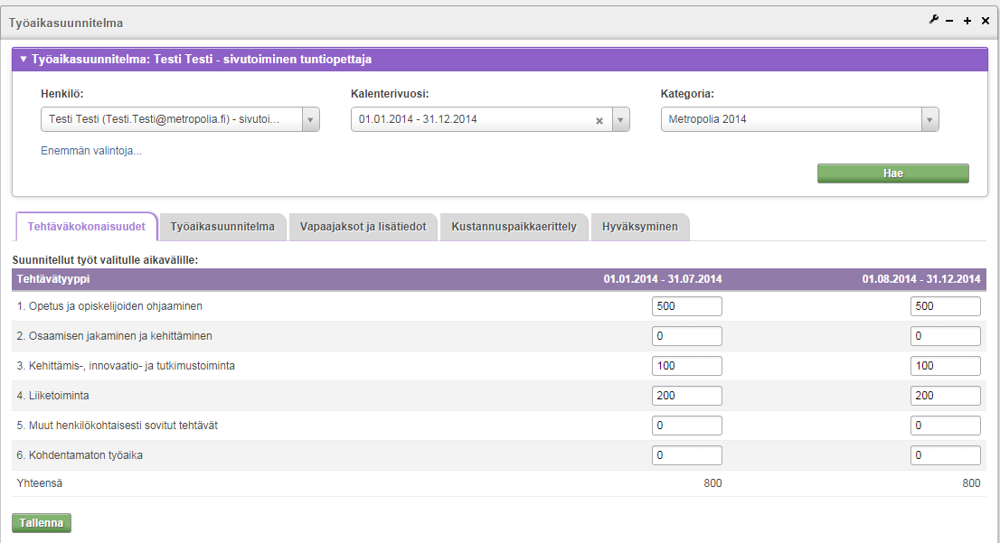 Työaikasuunnitelma
Työaikasuunnitelma: Testi Testi - sivutoiminen tuntiopettaja
Henkilö: Kalenterivuosi: Kategoria:
Testi Testi (Testi.Testi@metropolia.fi) - sivutoi... 01.01.2014 - 31.12.2014 Metropolia 2014
Enemmän valintoja...
Hae
Tehtäväkokonaisuudet Työaikasuunnitelma Vapaajaksot ja lisätiedot Kustannuspaikkaerittely Hyväksyminen
Suunnitellut työt valitulle aikavälille:
Tehtävätyyppi 01.01.2014 - 31.07.2014 01.08.2014 - 31.12.2014
1. Opetus ja opiskelijoiden ohjaaminen 500 500
2. Osaamisen jakaminen ja kehittäminen 0 0
3. Kehittämis-, innovaatio- ja tutkimustoiminta 100 100
4. Liiketoiminta 200 200
5. Muut henkilökohtaisesti sovitut tehtävät 0 0
6. Kohdentamaton työaika 0 0
Yhteensä 800 800
Tallenna